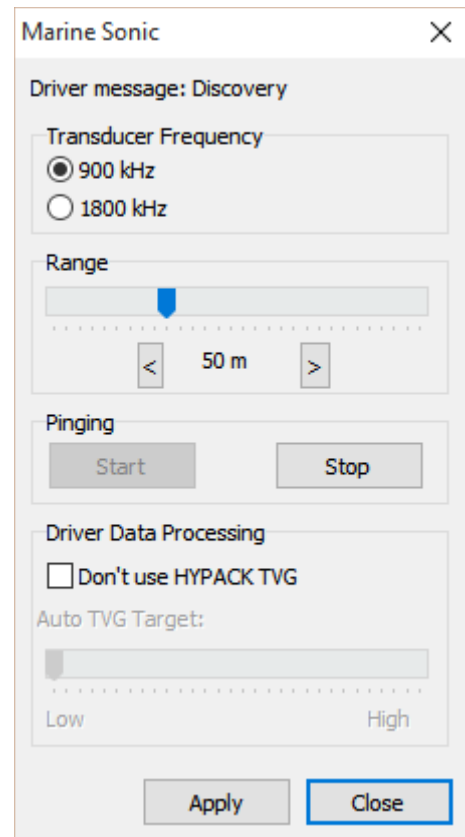 Marine Sonic
Driver message: Discovery
Transducer Frequency
900 kHz
1800 kHz
Range
< 50 m >
Pinging
Start Stop
Driver Data Processing
Don't use HYPACK TVG
Auto TVG Target:
Low High
Apply Close